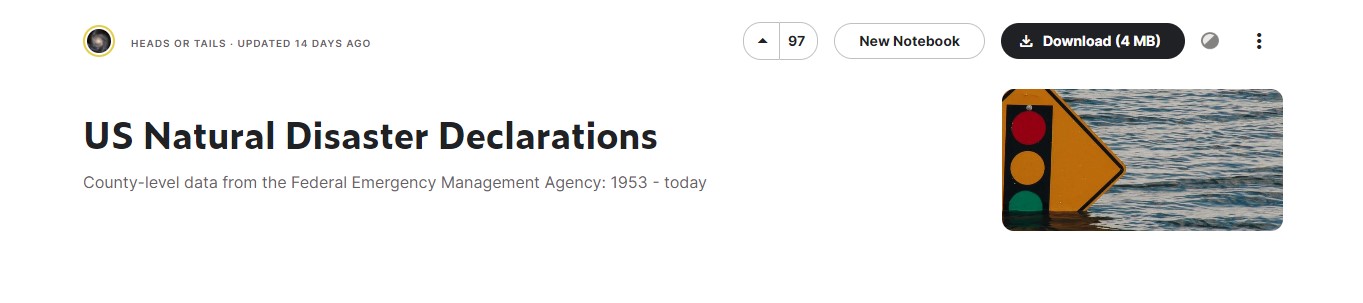 HEADS OR TAILS · UPDATED 14 DAYS AGO
97
New Notebook
Download (4 MB)
US Natural Disaster Declarations
County-level data from the Federal Emergency Management Agency: 1953 - today